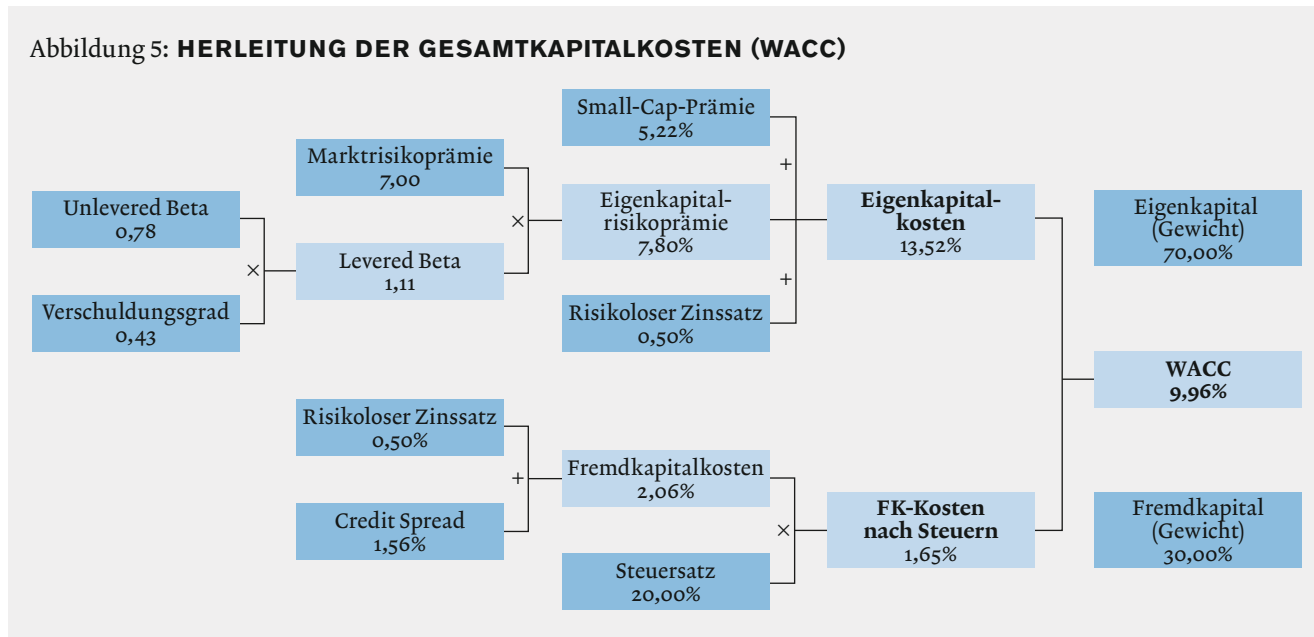 Abbildung 5: HERLEITUNG DER GESAMTKAPITALKOSTEN (WACC)
Unlevered Beta
0,78
×
Verschuldungsgrad
0,43
Marktrisikoprämie
7,00
×
Levered Beta
1,11
Small-Cap-Prämie
5,22%
+
Eigenkapital-
risikoprämie
7,80%
+
Risikoloser Zinssatz
0,50%
Eigenkapital-
kosten
13,52%
Eigenkapital
(Gewicht)
70,00%
WACC
9,96%
Risikoloser Zinssatz
0,50%
+
Credit Spread
1,56%
Fremdkapitalkosten
2,06%
×
Steuersatz
20,00%
FK-Kosten
nach Steuern
1,65%
Fremdkapital
(Gewicht)
30,00%